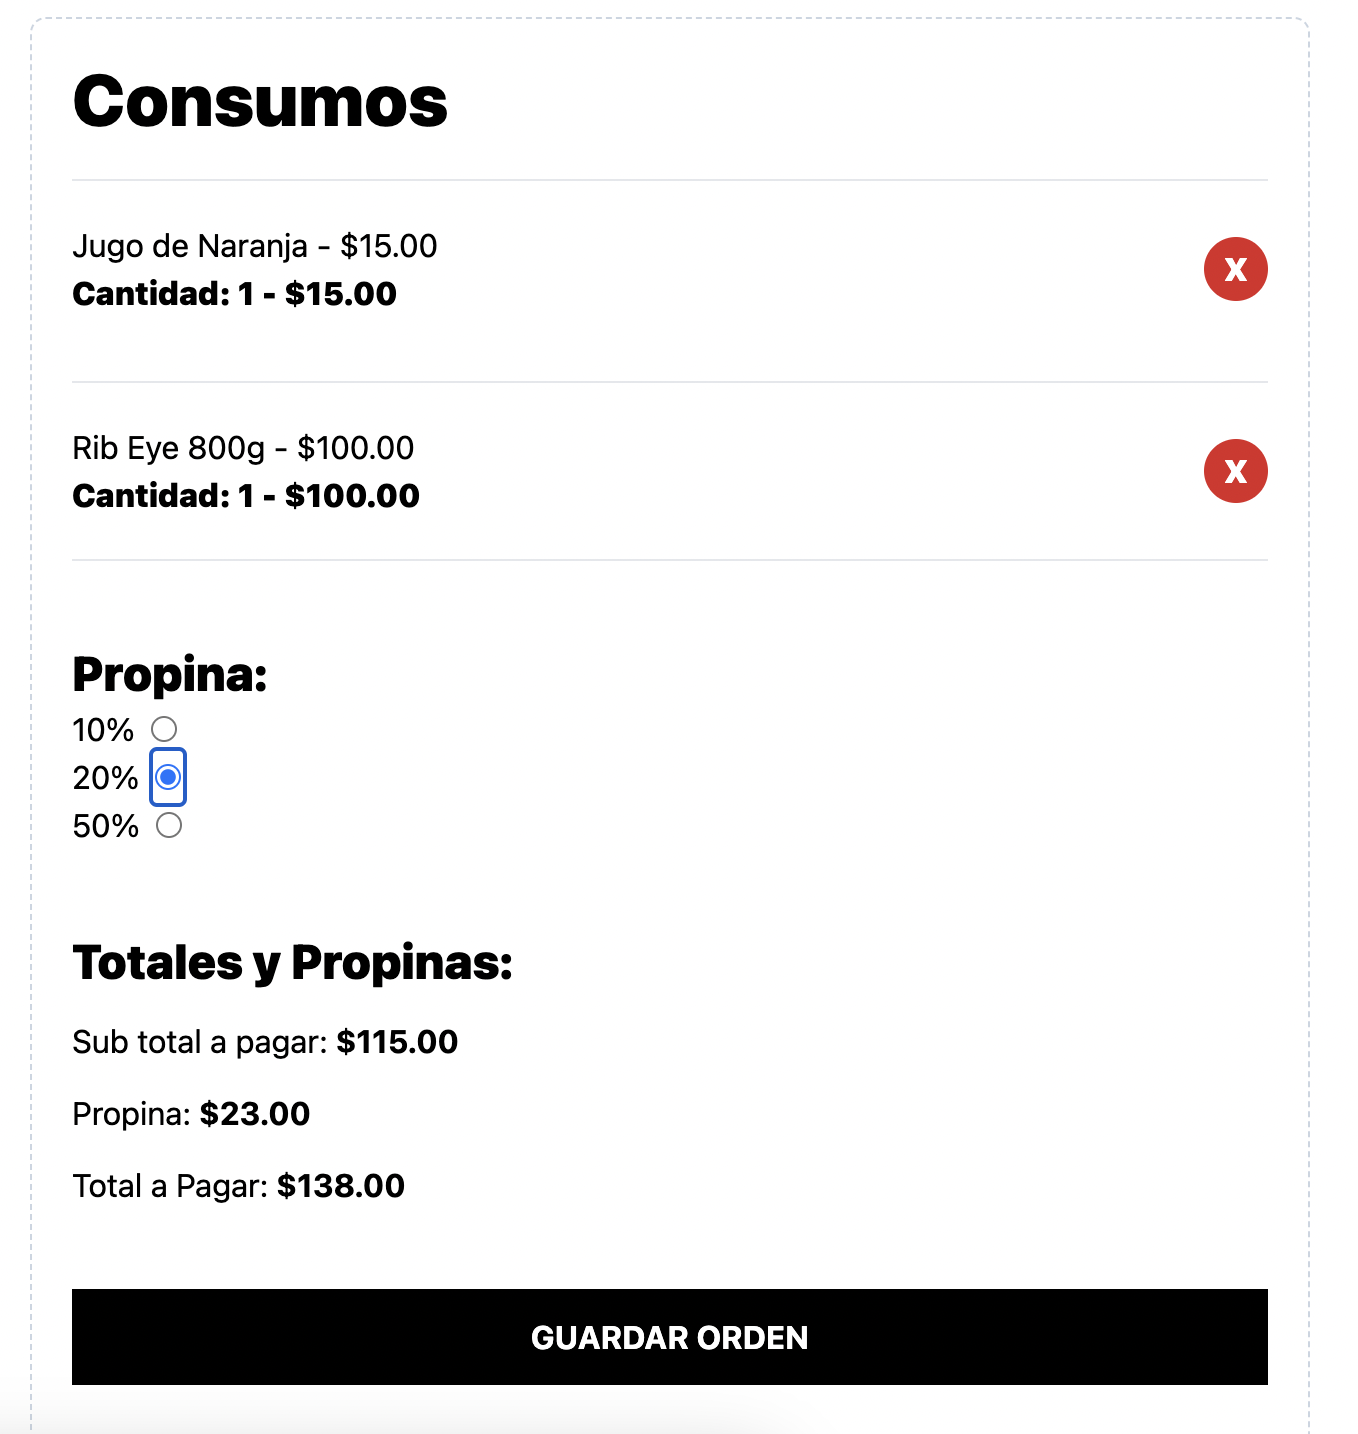 Consumos
Jugo de Naranja - $15.00
Cantidad: 1 - $15.00
X
Rib Eye 800g - $100.00
Cantidad: 1 - $100.00
X
Propina:
10%
20%
50%
Totales y Propinas:
Sub total a pagar: $115.00
Propina: $23.00
Total a Pagar: $138.00
GUARDAR ORDEN